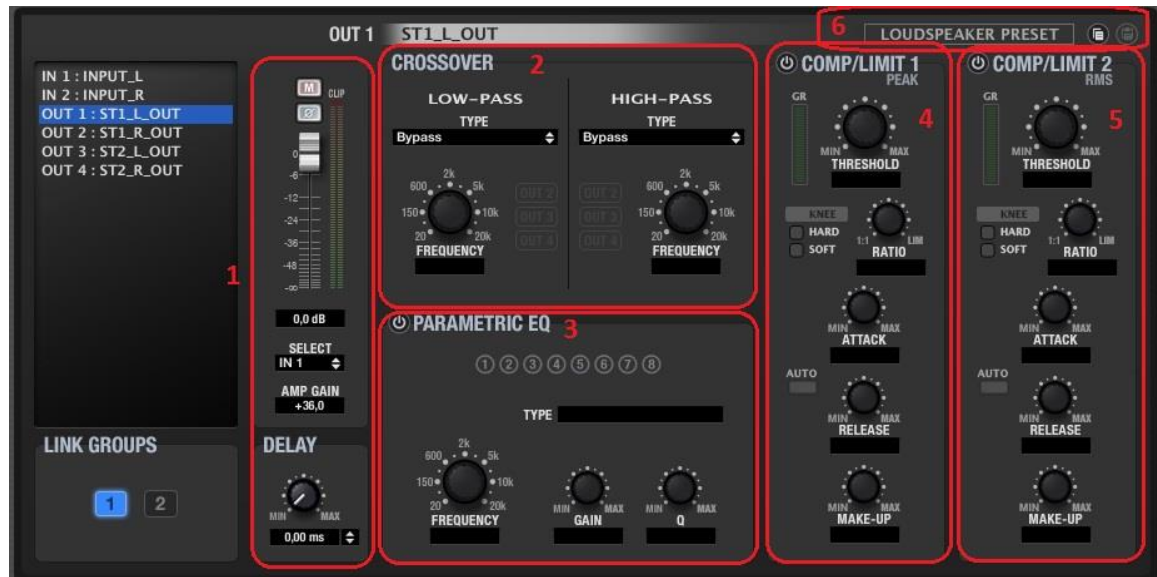 OUT 1 ST1_L_OUT 6 LOUDSPEAKER PRESET
IN 1 : INPUT_L
IN 2 : INPUT_R
OUT 1 : ST1_L_OUT
OUT 2 : ST1_R_OUT
OUT 3 : ST2_L_OUT
OUT 4 : ST2_R_OUT
LINK GROUPS
1 2
1
M CLIP
Ø
0
-6
-12
-24
-36
-48
-∞
0,0 dB
SELECT
IN 1
AMP GAIN
+36,0
DELAY
MIN MAX
0,00 ms
CROSSOVER 2
LOW-PASS
TYPE
Bypass
2k
600 5k
150 10k
20 20k
FREQUENCY
OUT 2
OUT 3
OUT 4
HIGH-PASS
TYPE
Bypass
OUT 2
OUT 3
OUT 4
2k
600 5k
150 10k
20 20k
FREQUENCY
PARAMETRIC EQ 3
1 2 3 4 5 6 7 8
TYPE
2k
600 5k
150 10k
20 20k
FREQUENCY
MIN MAX
GAIN
MIN MAX
Q
COMP/LIMIT 1
PEAK
GR
4
MIN MAX
THRESHOLD
KNEE
HARD
SOFT
1:1 LIM
RATIO
MIN MAX
ATTACK
AUTO
MIN MAX
RELEASE
MIN MAX
MAKE-UP
COMP/LIMIT 2
RMS
GR
5
MIN MAX
THRESHOLD
KNEE
HARD
SOFT
1:1 LIM
RATIO
MIN MAX
ATTACK
AUTO
MIN MAX
RELEASE
MIN MAX
MAKE-UP